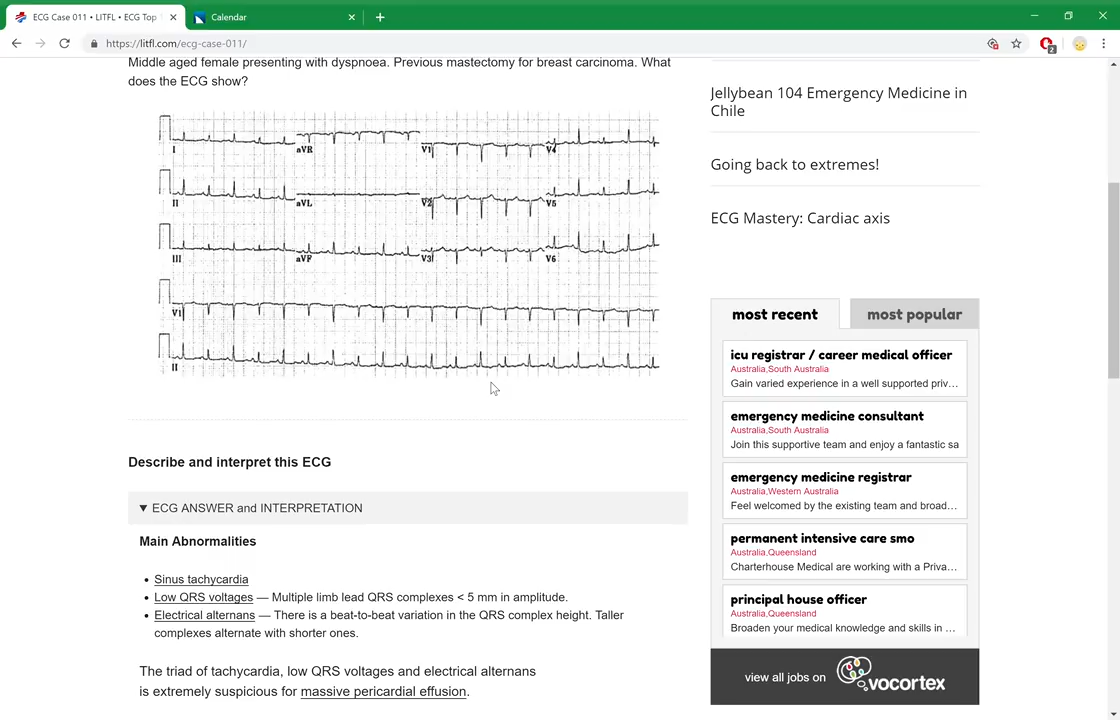 ECG Case 011 • LITFL • ECG Top
Calendar
https://litfl.com/ecg-case-011/
2
Middle aged female presenting with dyspnoea. Previous mastectomy for breast carcinoma. What
does the ECG show?
I aVR V1 V4
II aVL V2 V5
III aVF V3 V6
V1
II
Describe and interpret this ECG
ECG ANSWER and INTERPRETATION
Main Abnormalities
• Sinus tachycardia
• Low QRS voltages — Multiple limb lead QRS complexes < 5 mm in amplitude.
• Electrical alternans — There is a beat-to-beat variation in the QRS complex height. Taller
complexes alternate with shorter ones.
The triad of tachycardia, low QRS voltages and electrical alternans
is extremely suspicious for massive pericardial effusion.
Jellybean 104 Emergency Medicine in
Chile
Going back to extremes!
ECG Mastery: Cardiac axis
most recent most popular
icu registrar / career medical officer
Australia,South Australia
Gain varied experience in a well supported priv…
emergency medicine consultant
Australia,South Australia
Join this supportive team and enjoy a fantastic sa
emergency medicine registrar
Australia,Western Australia
Feel welcomed by the existing team and broad…
permanent intensive care smo
Australia,Queensland
Charterhouse Medical are working with a Priva…
principal house officer
Australia,Queensland
Broaden your medical knowledge and skills in …
view all jobs on vocortex